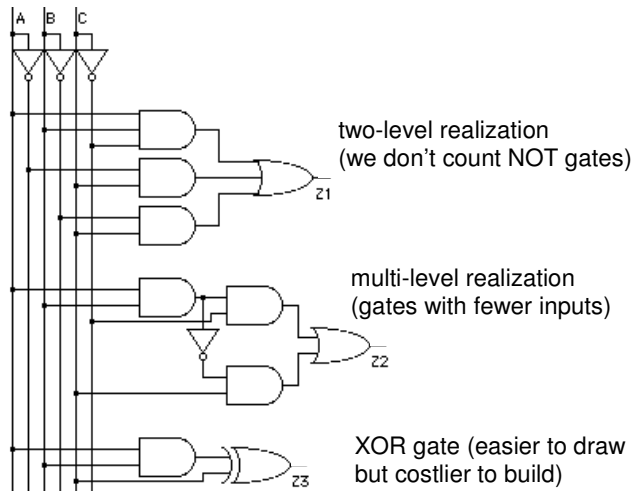 A B C
two-level realization
(we don't count NOT gates)
Z1
multi-level realization
(gates with fewer inputs)
Z2
XOR gate (easier to draw
but costlier to build)
Z3